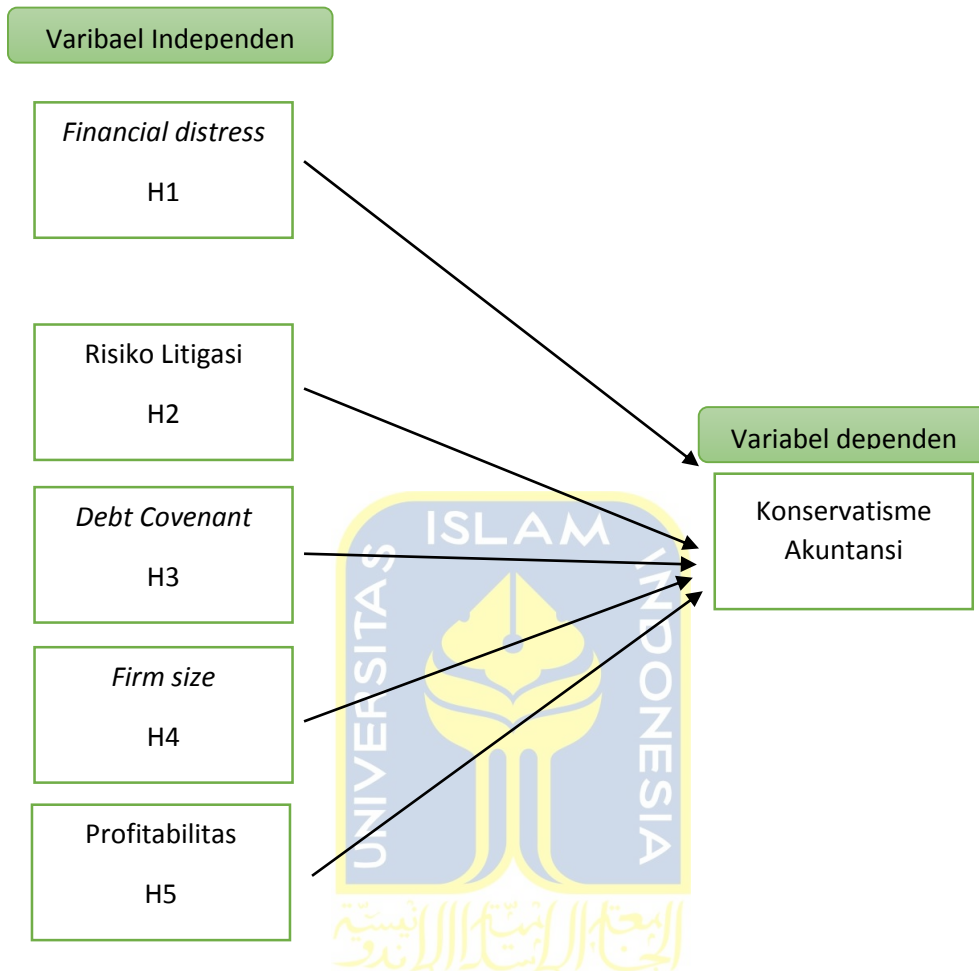 Varibael Independen
Financial distress
H1
Risiko Litigasi
H2
Variabel dependen
Konservatisme
Akuntansi
Debt Covenant
H3
Firm size
H4
Profitabilitas
H5
UNIVERSITAS
ISLAM
INDONESIA